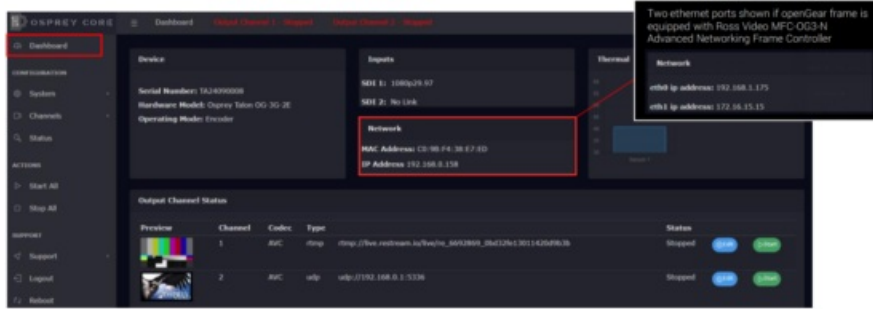 OSPREY CORE
Dashboard
Output Channel 1 - Stopped
Output Channel 2 - Stopped
Two ethernet ports shown if openGear frame is
equipped with Ross Video MFC-OG3-N
Advanced Networking Frame Controller
Network
eth0 ip address: 192.168.1.175
eth1 ip address: 172.16.15.15
Dashboard
CONFIGURATION
System
Channels
Status
ACTIONS
Start All
Stop All
SUPPORT
Support
Logout
Reboot
Device
Serial Number: TA24090008
Hardware Model: Osprey Talon OG-3G-2E
Operating Mode: Encoder
Inputs
SDI 1: 1080p29.97
SDI 2: No Link
Network
MAC Address: C0:9B:F4:38:E7:ED
IP Address 192.168.0.158
Thermal
Output Channel Status
Preview Channel Codec Type Status
1 AVC rtmp Stopped Edit Start
2 AVC udp udp://192.168.0.1:5336 Stopped Edit Start